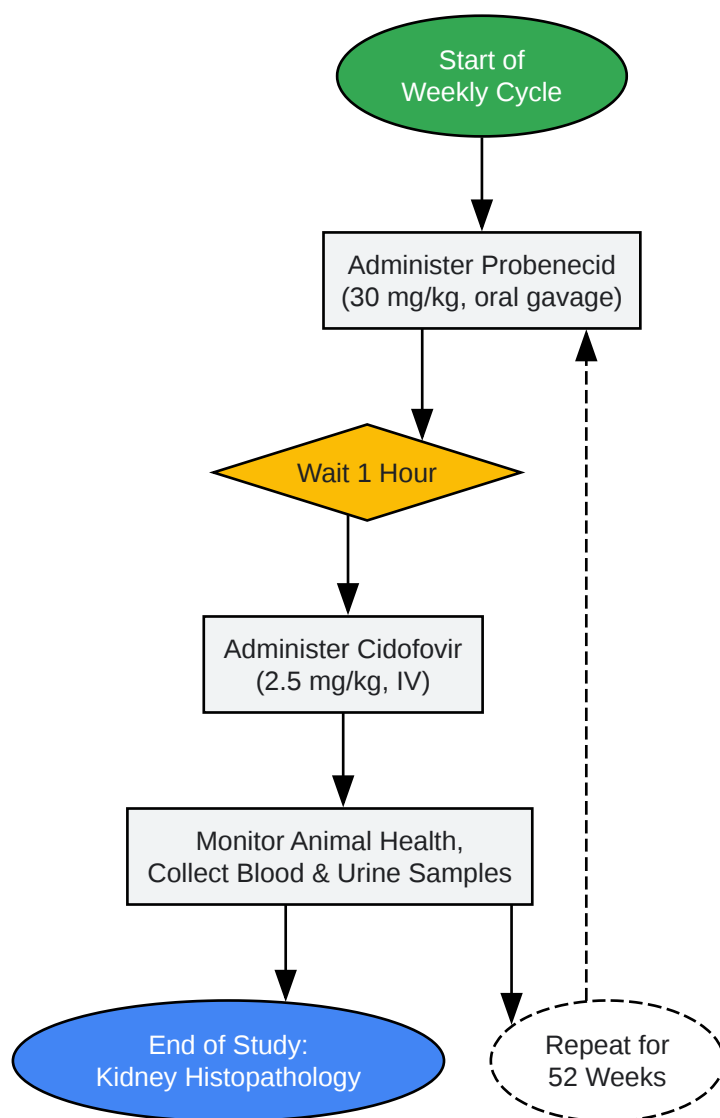 Start of
Weekly Cycle
Administer Probenecid
(30 mg/kg, oral gavage)
Wait 1 Hour
Administer Cidofovir
(2.5 mg/kg, IV)
Monitor Animal Health,
Collect Blood & Urine Samples
End of Study:
Kidney Histopathology
Repeat for
52 Weeks